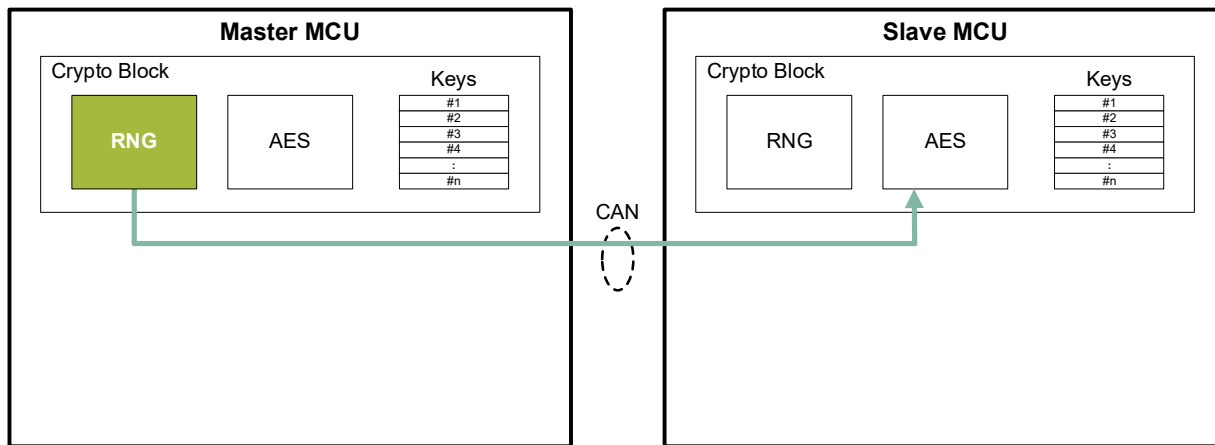 Master MCU
Crypto Block
Keys
RNG
AES
#1
#2
#3
#4
:
#n
CAN
Slave MCU
Crypto Block
Keys
RNG
AES
#1
#2
#3
#4
:
#n